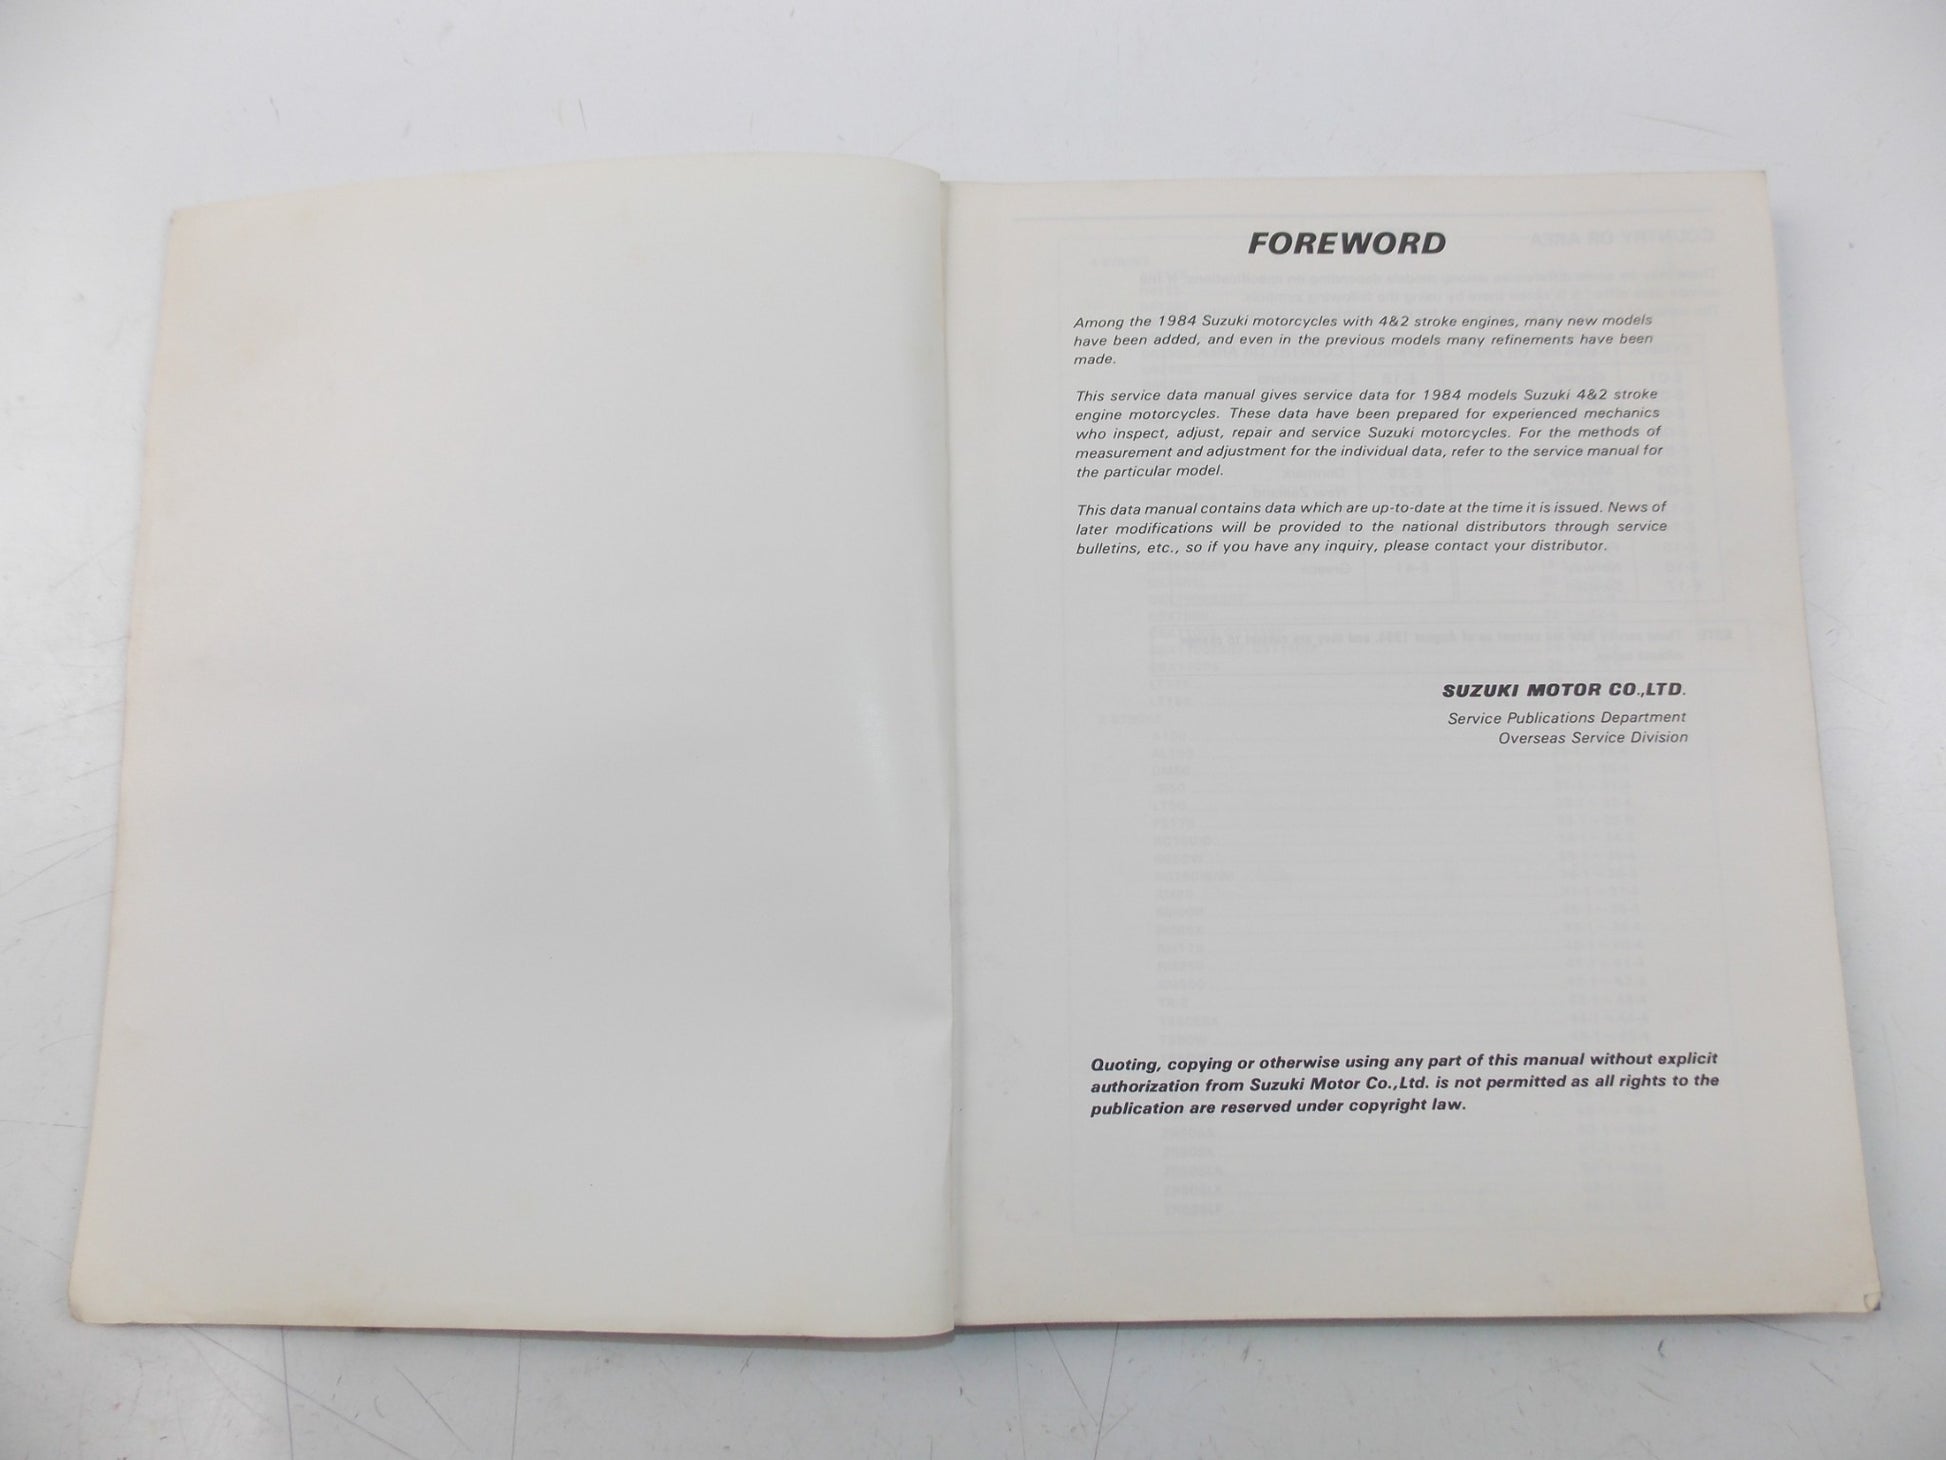 FOREWORD
Among the 1984 Suzuki motorcycles with 4&2 stroke engines, many new models
have been added, and even in the previous models many refinements have been
made.
This service data manual gives service data for 1984 models Suzuki 4&2 stroke
engine motorcycles. These data have been prepared for experienced mechanics
who inspect, adjust, repair and service Suzuki motorcycles. For the methods of
measurement and adjustment for the individual data, refer to the service manual for
the particular model.
This data manual contains data which are up-to-date at the time it is issued. News of
later modifications will be provided to the national distributors through service
bulletins, etc., so if you have any inquiry, please contact your distributor.
SUZUKI MOTOR CO.,LTD.
Service Publications Department
Overseas Service Division
Quoting, copying or otherwise using any part of this manual without explicit
authorization from Suzuki Motor Co.,Ltd. is not permitted as all rights to the
publication are reserved under copyright law.